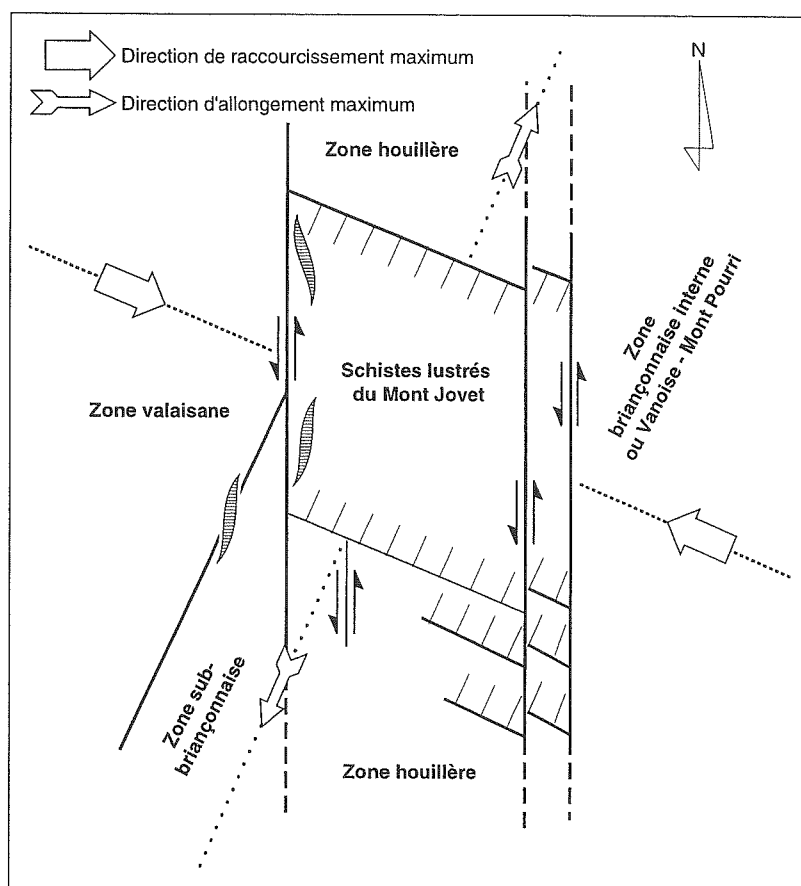 Direction de raccourcissement maximum
Direction d'allongement maximum
N
Zone houillère
Zone
briançonnaise interne
ou Vanoise - Mont Pourri
Schistes lustrés
du Mont Jovet
Zone valaisane
Zone sub-
briançonnaise
Zone houillère